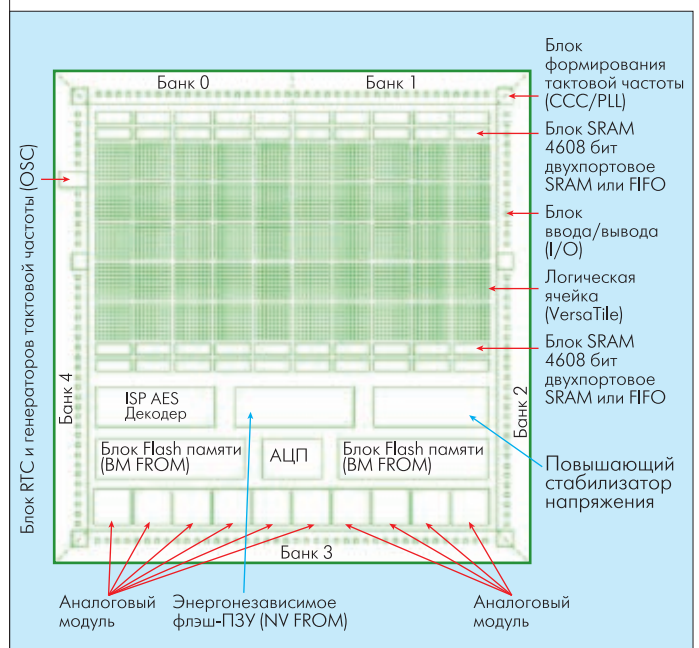 Банк 0
Банк 1
Блок
формирования
тактовой частоты
(CCC/PLL)
Блок SRAM
4608 бит
двухпортовое
SRAM или FIFO
Блок
ввода/вывода
(I/O)
Логическая
ячейка
(VersaTile)
Блок SRAM
4608 бит
двухпортовое
SRAM или FIFO
Повышающий
стабилизатор
напряжения
Блок RTC и генераторов тактовой частоты (OSC)
Банк 4
Банк 2
ISP AES
Декодер
Блок Flash памяти
(BM FROM)
АЦП
Блок Flash памяти
(BM FROM)
Банк 3
Аналоговый
модуль
Энергонезависимое
флэш-ПЗУ (NV FROM)
Аналоговый
модуль